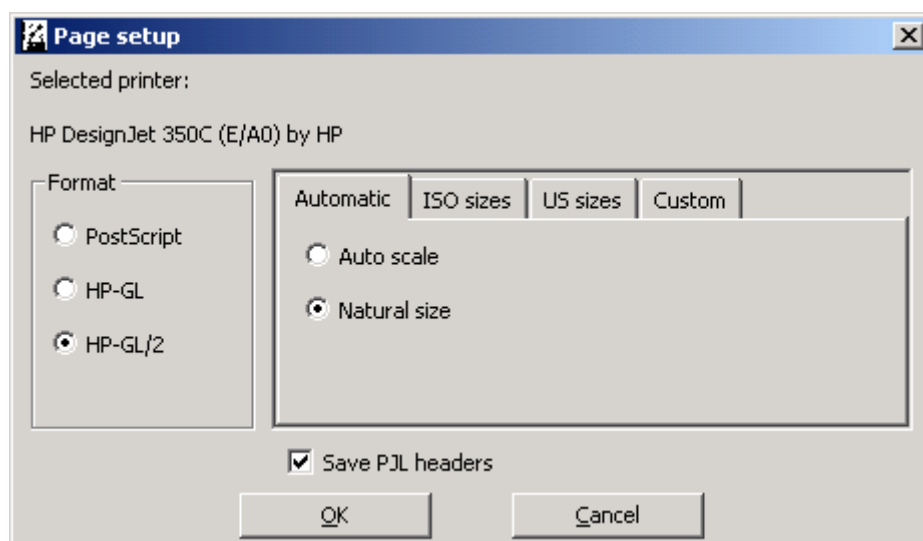 Page setup
Selected printer:
HP DesignJet 350C (E/A0) by HP
Format
PostScript
HP-GL
HP-GL/2
Automatic ISO sizes US sizes Custom
Auto scale
Natural size
Save PJL headers
OK Cancel